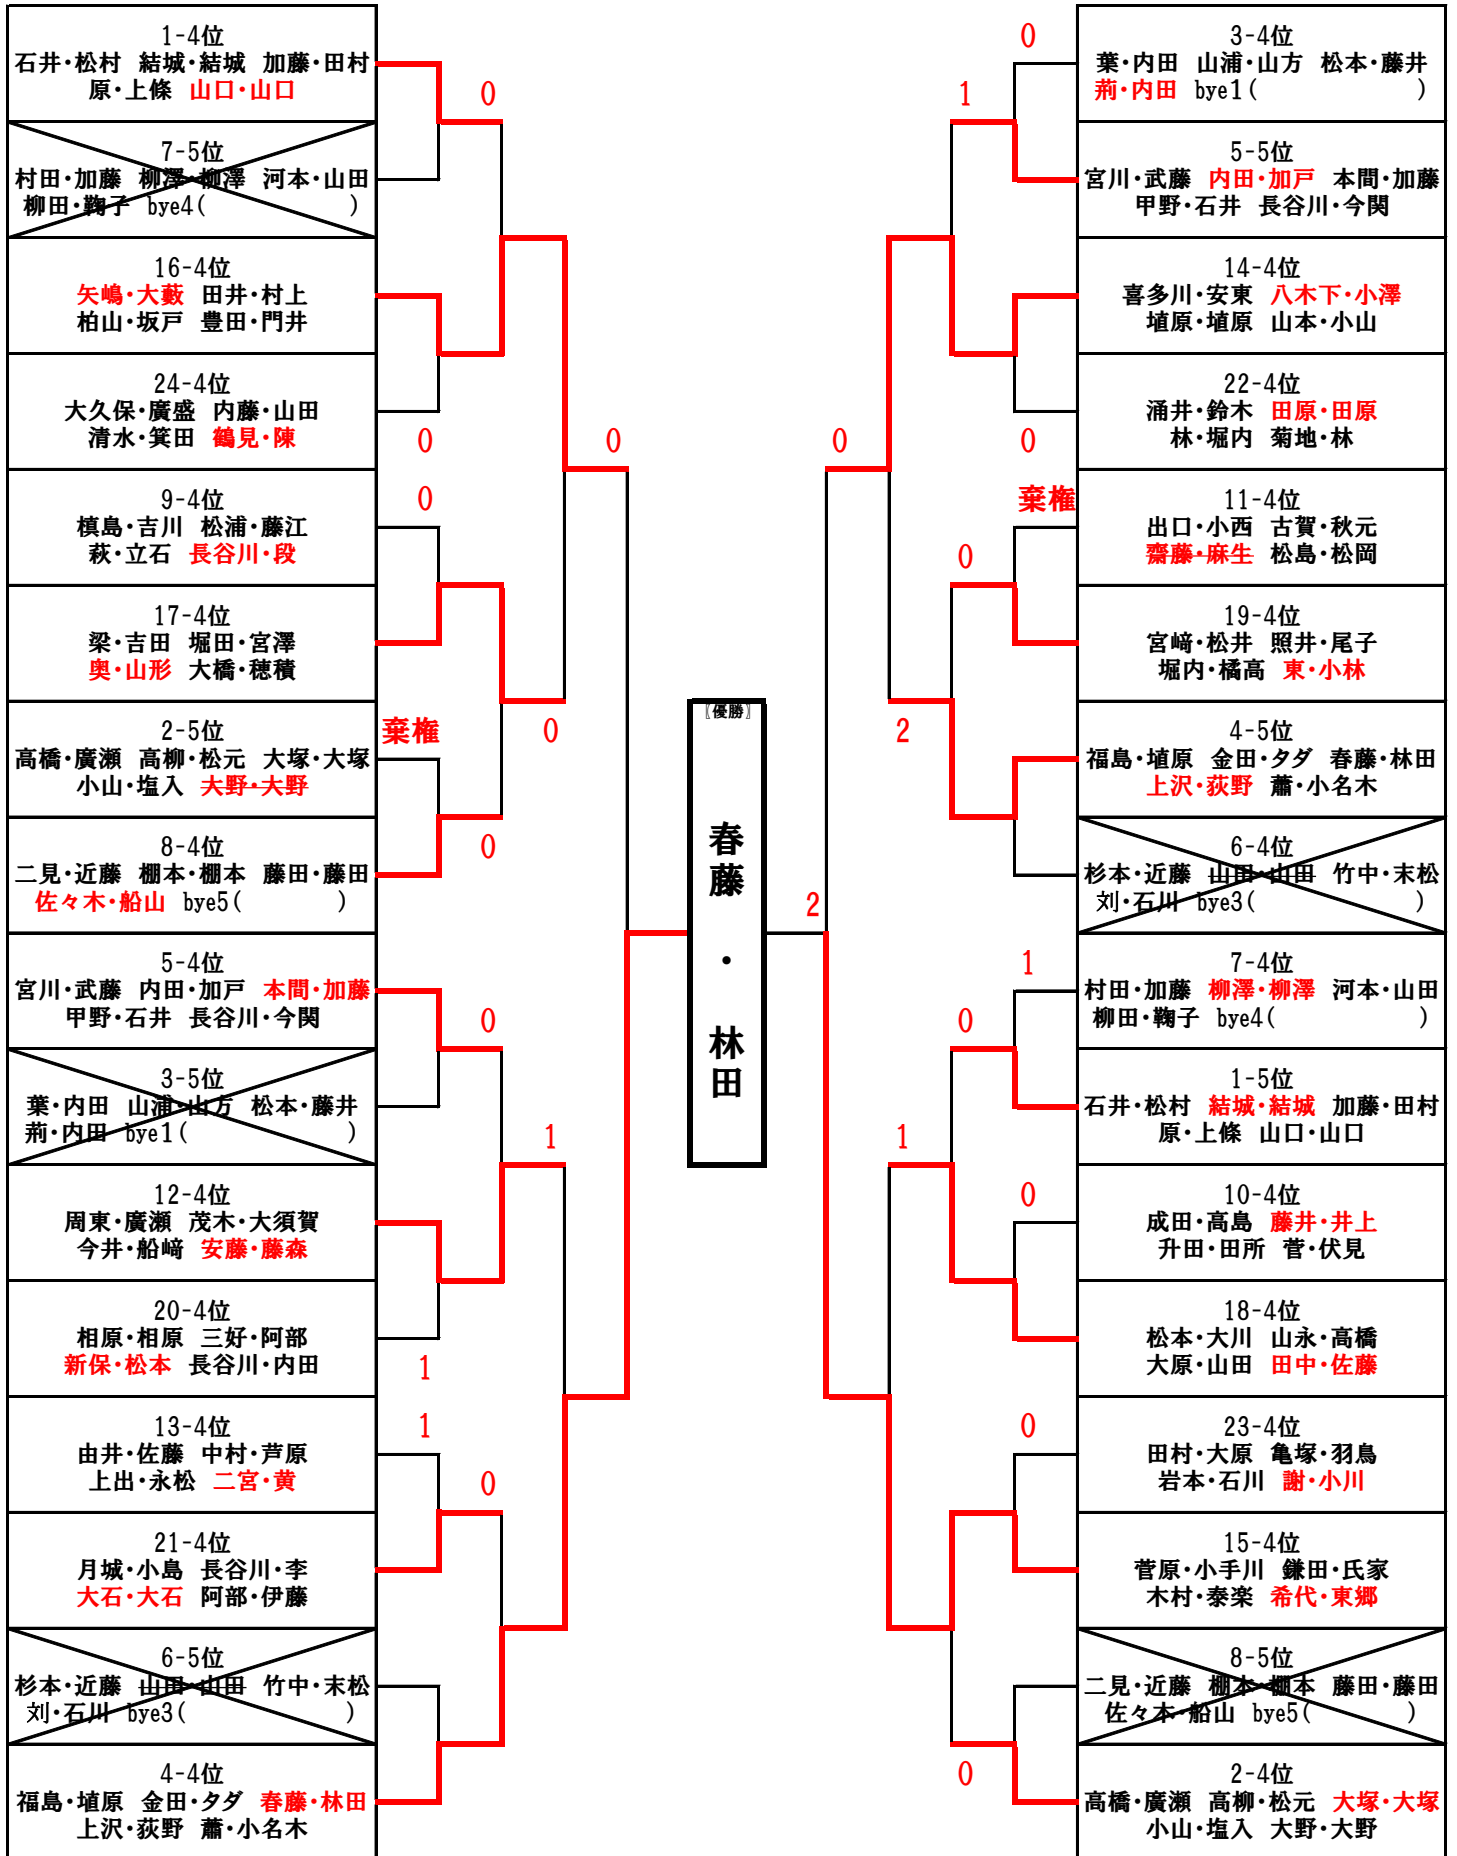 1-4位
石井・松村 結城・結城 加藤・田村
原・上條 山口・山口
0
7-5位
村田・加藤 柳澤・柳澤 河本・山田
柳田・鞠子 bye4( )
16-4位
矢嶋・大藪 田井・村上
柏山・坂戸 豊田・門井
24-4位
大久保・廣盛 内藤・山田
清水・箕田 鶴見・陳
0
0
9-4位
槙島・吉川 松浦・藤江
萩・立石 長谷川・段
0
17-4位
梁・吉田 堀田・宮澤
奥・山形 大橋・穂積
0
2-5位
高橋・廣瀬 高柳・松元 大塚・大塚
小山・塩入 大野・大野
棄権
8-4位
二見・近藤 棚本・棚本 藤田・藤田
佐々木・船山 bye5( )
0
5-4位
宮川・武藤 内田・加戸 本間・加藤
甲野・石井 長谷川・今関
0
3-5位
葉・内田 山浦・山方 松本・藤井
荊・内田 bye1( )
1
12-4位
周東・廣瀬 茂木・大須賀
今井・船﨑 安藤・藤森
20-4位
相原・相原 三好・阿部
新保・松本 長谷川・内田
1
13-4位
由井・佐藤 中村・芦原
上出・永松 二宮・黄
1
0
21-4位
月城・小島 長谷川・李
大石・大石 阿部・伊藤
6-5位
杉本・近藤 山田・山田 竹中・末松
刘・石川 bye3( )
4-4位
福島・埴原 金田・タダ 春藤・林田
上沢・荻野 蕭・小名木
〖優勝〗
春藤 ・ 林田
0
3-4位
葉・内田 山浦・山方 松本・藤井
荊・内田 bye1( )
1
5-5位
宮川・武藤 内田・加戸 本間・加藤
甲野・石井 長谷川・今関
14-4位
喜多川・安東 八木下・小澤
埴原・埴原 山本・小山
22-4位
涌井・鈴木 田原・田原
林・堀内 菊地・林
0
0
11-4位
出口・小西 古賀・秋元
齋藤・麻生 松島・松岡
棄権
0
19-4位
宮﨑・松井 照井・尾子
堀内・橘高 東・小林
2
4-5位
福島・埴原 金田・タダ 春藤・林田
上沢・荻野 蕭・小名木
6-4位
杉本・近藤 山田・山田 竹中・末松
刘・石川 bye3( )
2
1
7-4位
村田・加藤 柳澤・柳澤 河本・山田
柳田・鞠子 bye4( )
0
1-5位
石井・松村 結城・結城 加藤・田村
原・上條 山口・山口
1
0
10-4位
成田・高島 藤井・井上
升田・田所 菅・伏見
18-4位
松本・大川 山永・高橋
大原・山田 田中・佐藤
0
23-4位
田村・大原 亀塚・羽鳥
岩本・石川 謝・小川
15-4位
菅原・小手川 鎌田・氏家
木村・泰楽 希代・東郷
8-5位
二見・近藤 棚本・棚本 藤田・藤田
佐々木・船山 bye5( )
0
2-4位
高橋・廣瀬 高柳・松元 大塚・大塚
小山・塩入 大野・大野